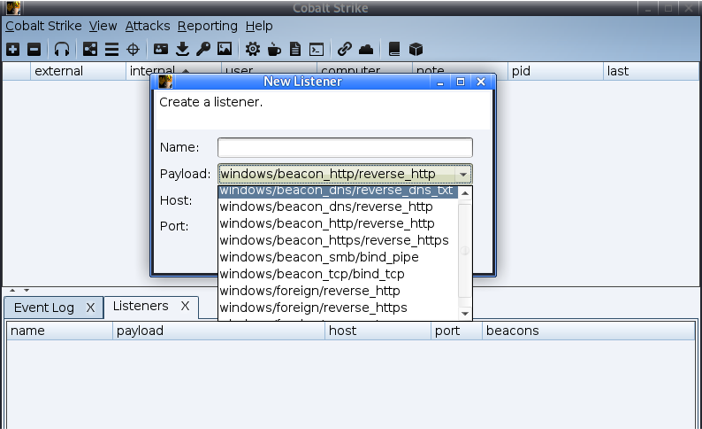 Cobalt Strike
Cobalt Strike View Attacks Reporting Help
external internal user computer note pid last
New Listener
Create a listener.
Name:
Payload: windows/beacon_http/reverse_http
windows/beacon_dns/reverse_dns_txt
Host: windows/beacon_dns/reverse_http
Port: windows/beacon_http/reverse_http
windows/beacon_https/reverse_https
windows/beacon_smb/bind_pipe
windows/beacon_tcp/bind_tcp
windows/foreign/reverse_http
windows/foreign/reverse_https
Event Log X Listeners X
name payload host port beacons